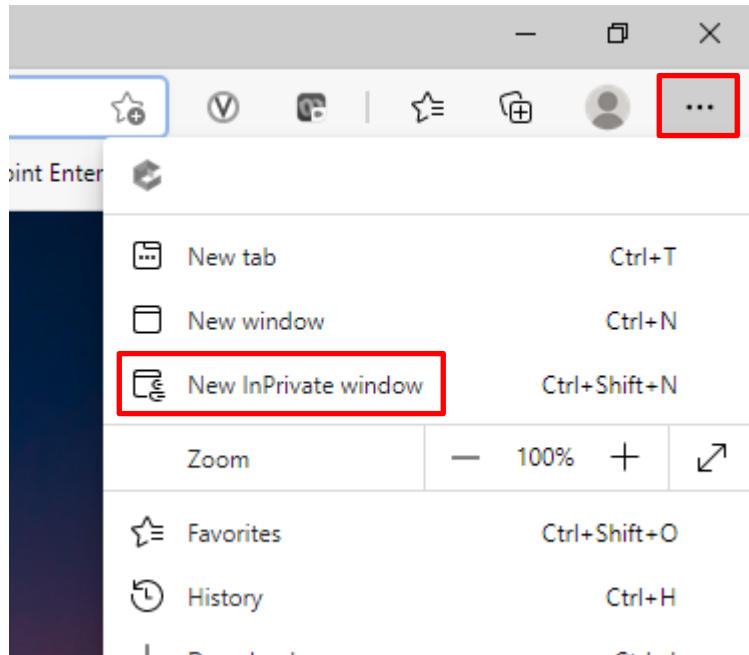 oint Enter
New tab Ctrl+T
New window Ctrl+N
New InPrivate window Ctrl+Shift+N
Zoom 100%
Favorites Ctrl+Shift+O
History Ctrl+H